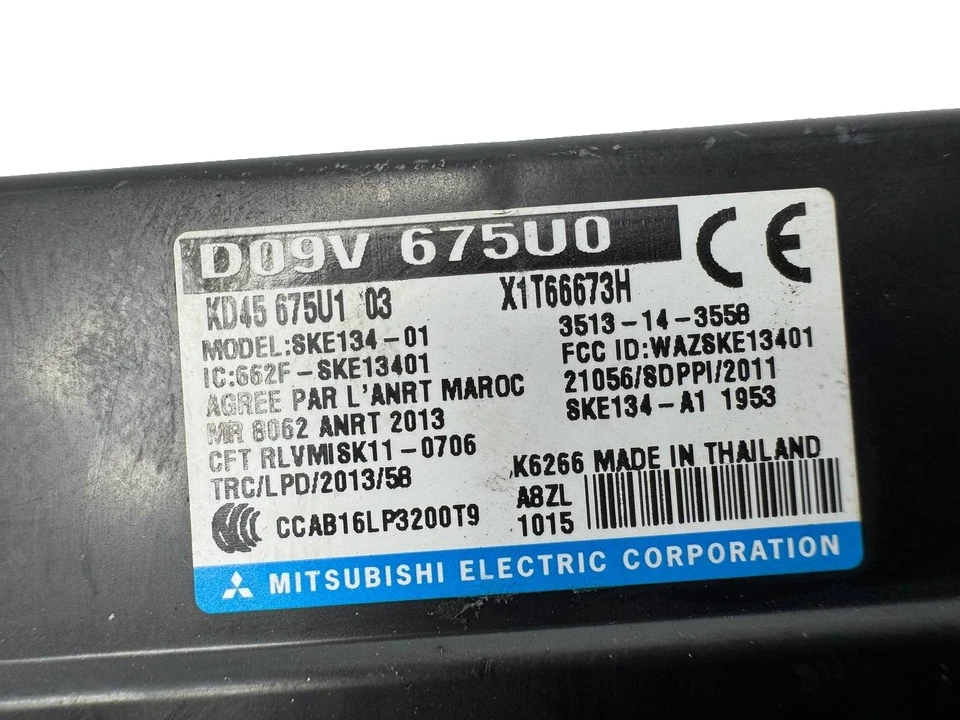 D09V 675U0
KD45 675U1 03 X1T66673H
MODEL:SKE134-01 3513-14-3558
IC:662F-SKE13401 FCC ID:WAZSKE13401
AGREE PAR L'ANRT MAROC 21056/SDPPI/2011
MR 8062 ANRT 2013 SKE134-A1 1953
CFT RLVMISK11-0706 K6266 MADE IN THAILAND
TRC/LPD/2013/58 A8ZL
CCAB16LP3200T9 1015
CE
MITSUBISHI ELECTRIC CORPORATION